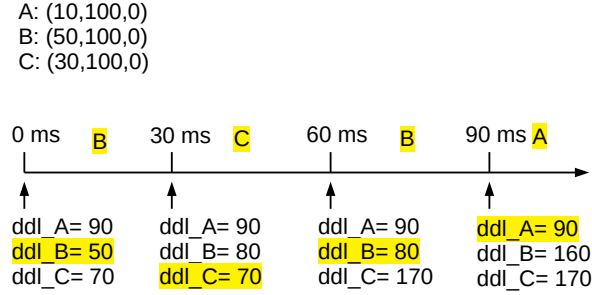 A: (10,100,0)
B: (50,100,0)
C: (30,100,0)
0 ms B 30 ms C 60 ms B 90 ms A
ddl_A= 90 ddl_A= 90 ddl_A= 90 ddl_A= 90
ddl_B= 50 ddl_B= 80 ddl_B= 80 ddl_B= 160
ddl_C= 70 ddl_C= 70 ddl_C= 170 ddl_C= 170